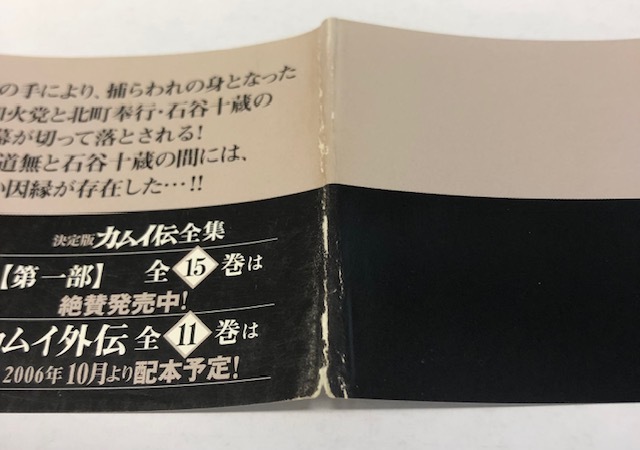 の手により、捕らわれの身となった
火党と北町奉行・石谷十蔵の
幕が切って落とされる!
道無と石谷十蔵の間には、
因縁が存在した…!!
決定版 カムイ伝全集
【第一部】 全15巻は
絶賛発売中!
カムイ外伝 全11巻は
2006年10月より配本予定!